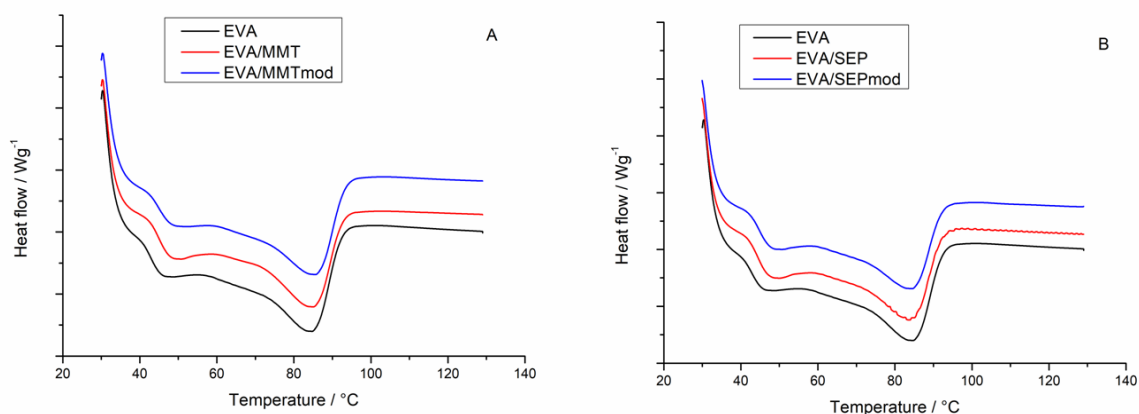 EVA
EVA/MMT
EVA/MMTmod
A
Heat flow / Wg⁻¹
20 40 60 80 100 120 140
Temperature / °C
EVA
EVA/SEP
EVA/SEPmod
B
Heat flow / Wg⁻¹
20 40 60 80 100 120 140
Temperature / °C